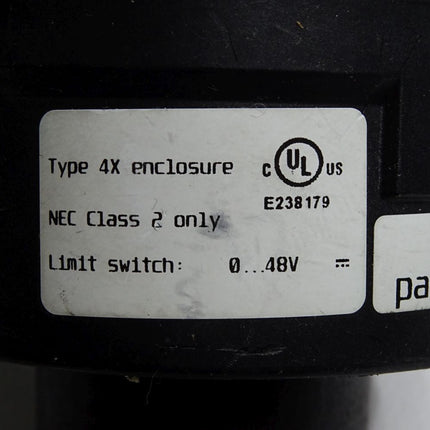 Type 4X enclosure
C UL US
E238179
NEC Class 2 only
Limit switch: 0...48V ⎓
pa